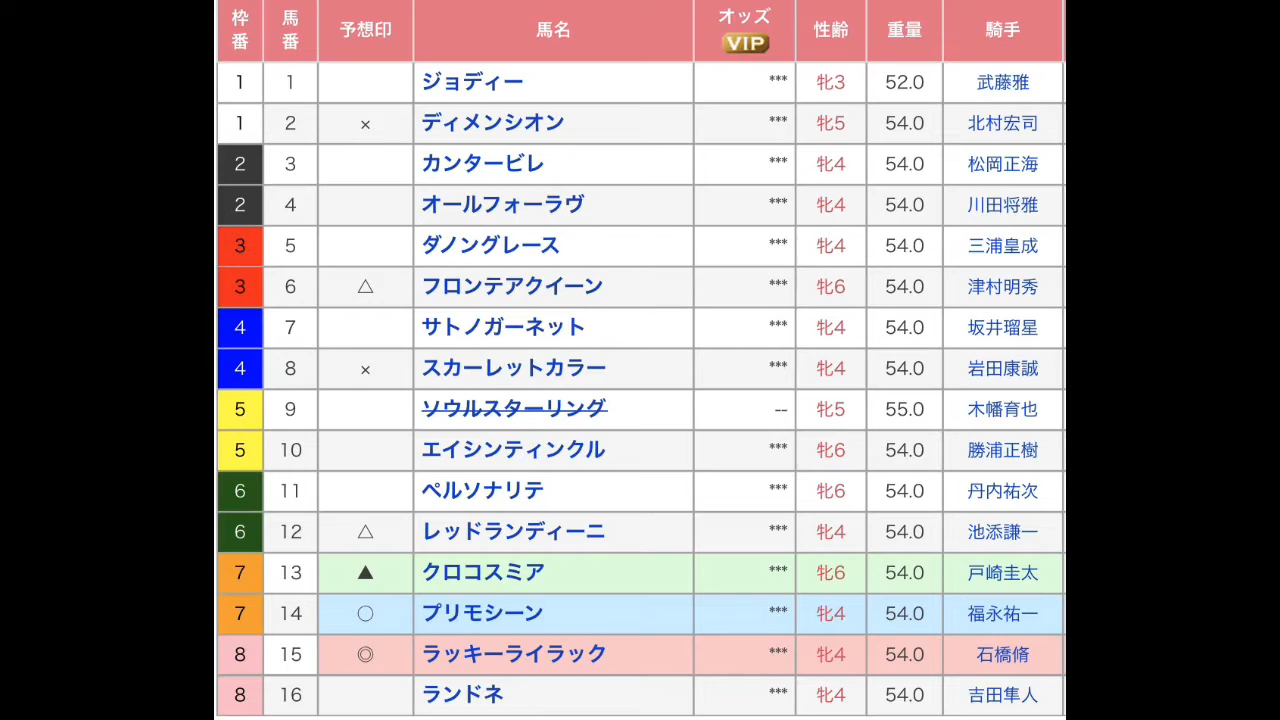 枠番 馬番 予想印 馬名 オッズ VIP 性齢 重量 騎手
1 1 ジョディー *** 牝3 52.0 武藤雅
1 2 × ディメンシオン *** 牝5 54.0 北村宏司
2 3 カンタービレ *** 牝4 54.0 松岡正海
2 4 オールフォーラヴ *** 牝4 54.0 川田将雅
3 5 ダノングレース *** 牝4 54.0 三浦皇成
3 6 △ フロンテアクイーン *** 牝6 54.0 津村明秀
4 7 サトノガーネット *** 牝4 54.0 坂井瑠星
4 8 × スカーレットカラー *** 牝4 54.0 岩田康誠
5 9 ソウルスターリング -- 牝5 55.0 木幡育也
5 10 エイシンティンクル *** 牝6 54.0 勝浦正樹
6 11 ペルソナリテ *** 牝6 54.0 丹内祐次
6 12 △ レッドランディーニ *** 牝4 54.0 池添謙一
7 13 ▲ クロコスミア *** 牝6 54.0 戸崎圭太
7 14 ○ プリモシーン *** 牝4 54.0 福永祐一
8 15 ◎ ラッキーライラック *** 牝4 54.0 石橋脩
8 16 ランドネ *** 牝4 54.0 吉田隼人